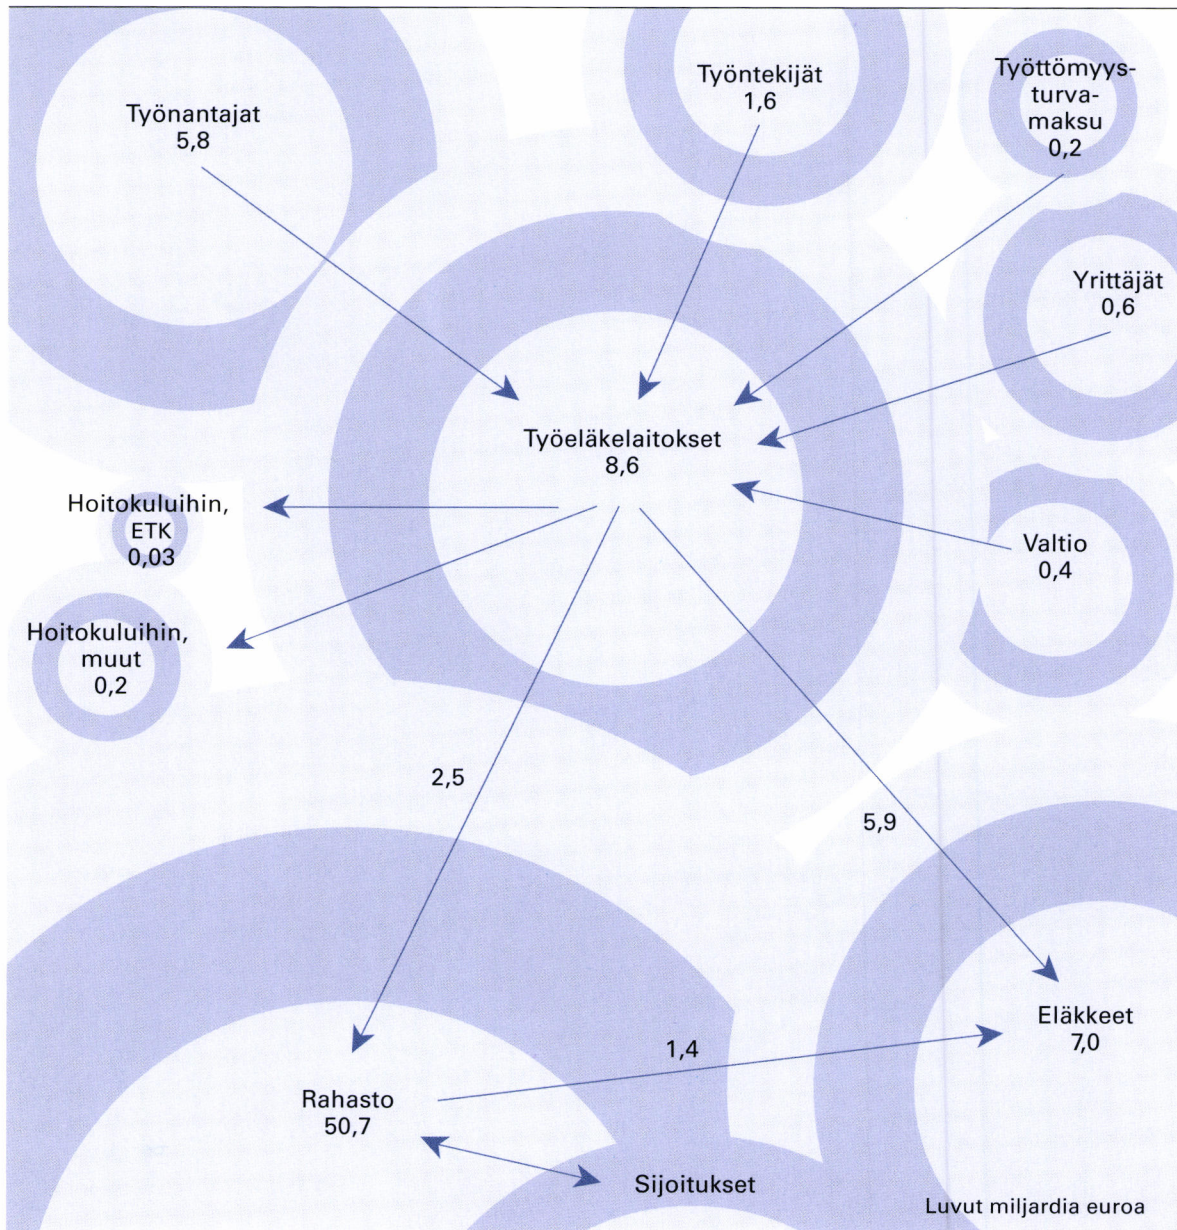 Työnantajat
5,8
Työntekijät
1,6
Työttömyys-
turva-
maksu
0,2
Yrittäjät
0,6
Työeläkelaitokset
8,6
Hoitokuluihin,
ETK
0,03
Valtio
0,4
Hoitokuluihin,
muut
0,2
2,5
5,9
Eläkkeet
7,0
1,4
Rahasto
50,7
Sijoitukset
Luvut miljardia euroa